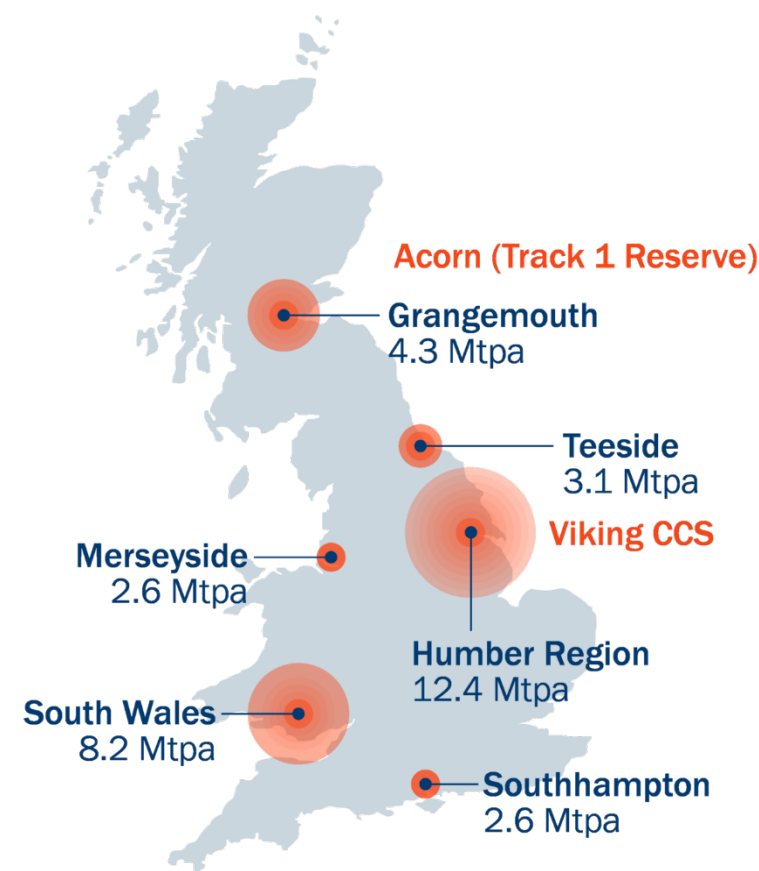 Acorn (Track 1 Reserve)
Grangemouth
4.3 Mtpa
Teeside
3.1 Mtpa
Viking CCS
Merseyside
2.6 Mtpa
Humber Region
12.4 Mtpa
South Wales
8.2 Mtpa
Southhampton
2.6 Mtpa